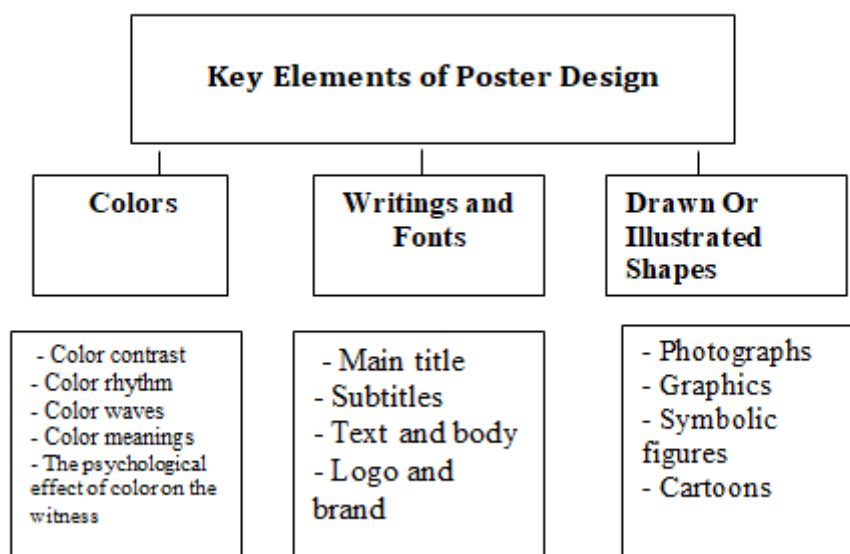 Key Elements of Poster Design
Colors
Writings and
Fonts
Drawn Or
Illustrated
Shapes
- Color contrast
- Color rhythm
- Color waves
- Color meanings
- The psychological
effect of color on the
witness
- Main title
- Subtitles
- Text and body
- Logo and
brand
- Photographs
- Graphics
- Symbolic
figures
- Cartoons